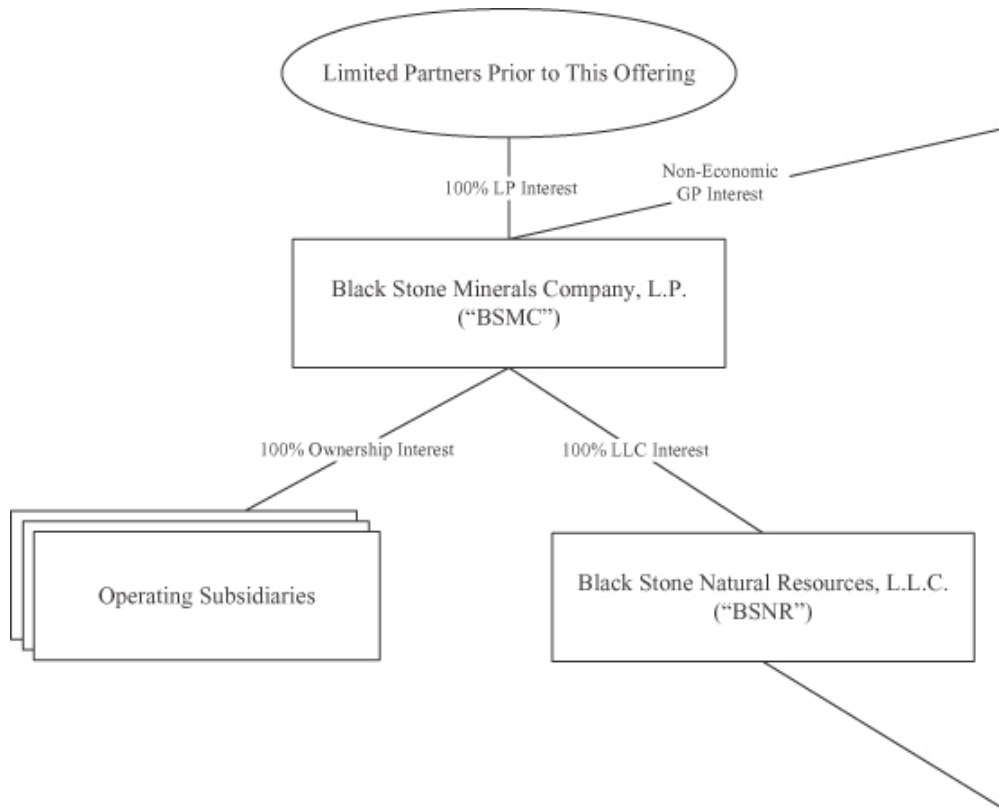 Limited Partners Prior to This Offering
Non-Economic
GP Interest
100% LP Interest
Black Stone Minerals Company, L.P.
(“BSMC”)
100% Ownership Interest
100% LLC Interest
Operating Subsidiaries
Black Stone Natural Resources, L.L.C.
(“BSNR”)